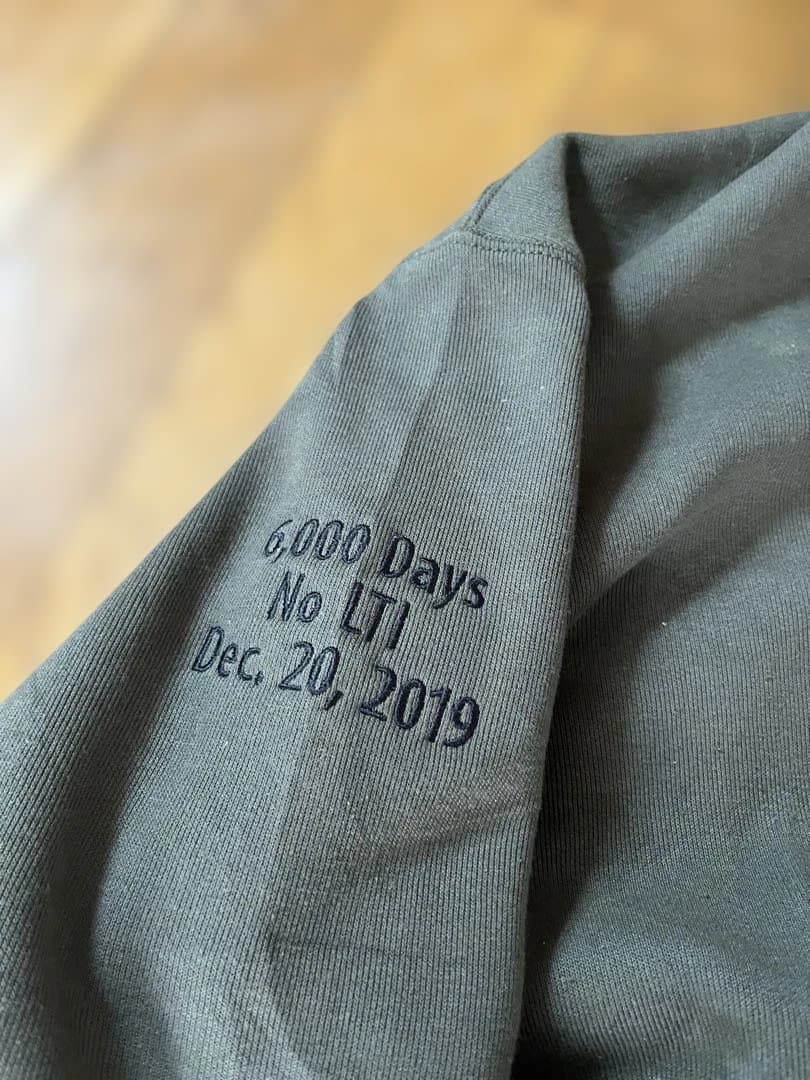 6,000 Days
No LTI
Dec. 20, 2019